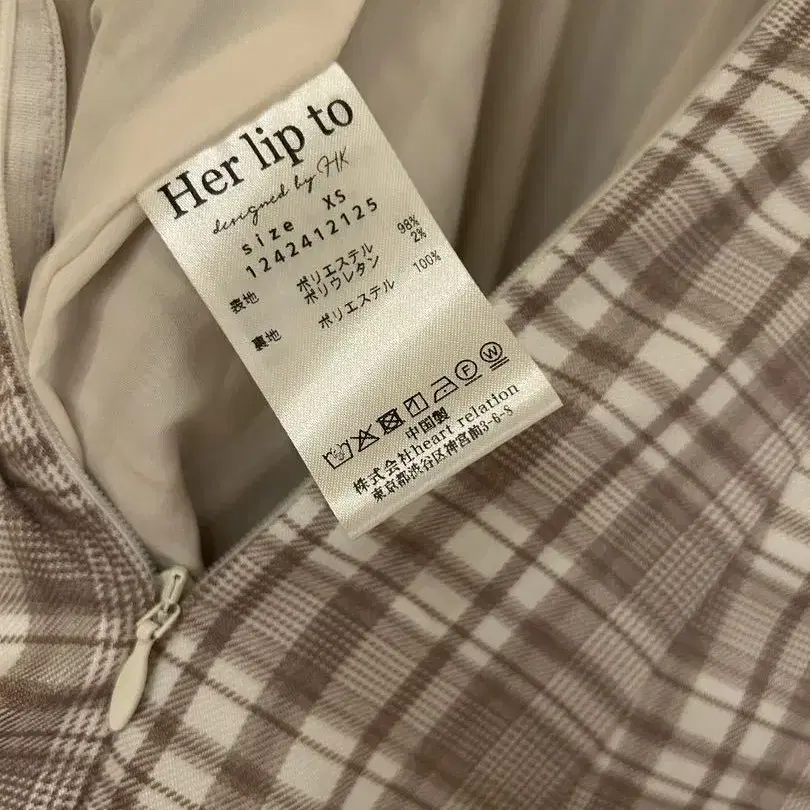 Her lip to
designed by HK
size XS
1242412125
表地 ポリエステル 98%
ポリウレタン 2%
裏地 ポリエステル 100%
F W
中国製
株式会社heart relation
東京都渋谷区神宮前3-6-8